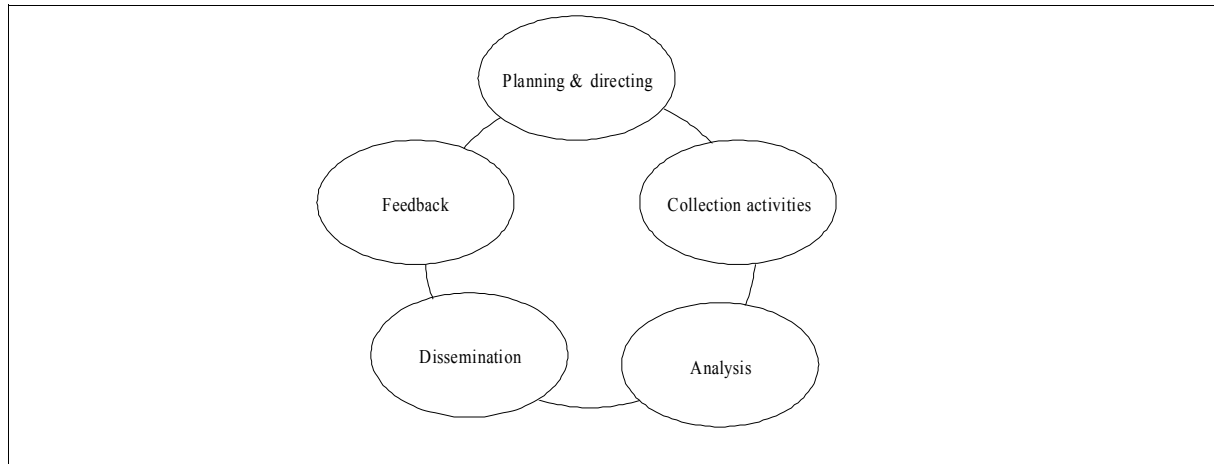 Planning & directing
Feedback
Collection activities
Dissemination
Analysis